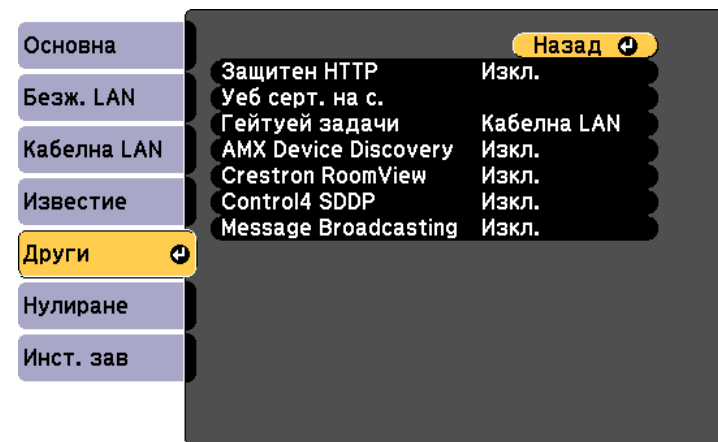 Основна
Безж. LAN
Кабелна LAN
Известие
Други
Нулиране
Инст. зав
Назад
Защитен HTTP Изкл.
Уеб серт. на с.
Гейтуей задачи Кабелна LAN
AMX Device Discovery Изкл.
Crestron RoomView Изкл.
Control4 SDDP Изкл.
Message Broadcasting Изкл.